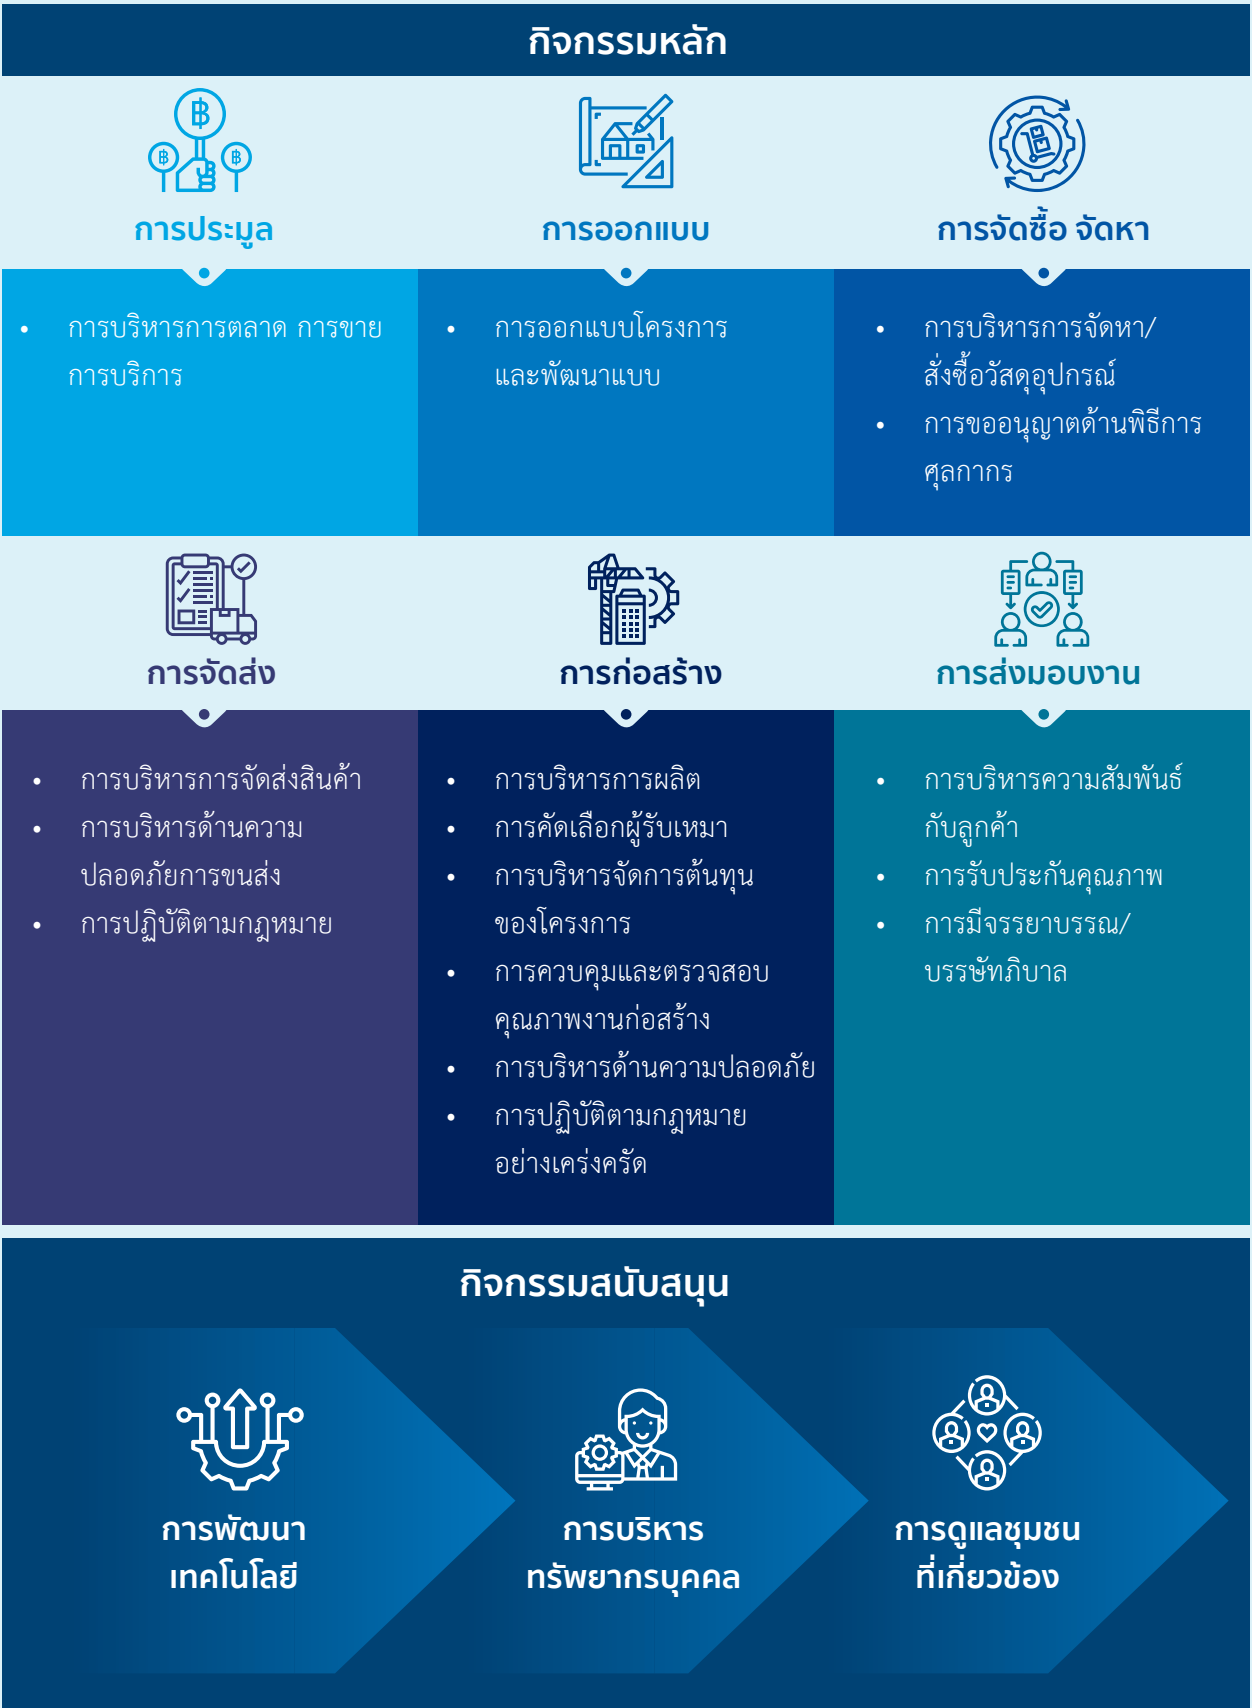 กิจกรรมหลัก
การประมูล
• การบริหารการตลาด การขาย
การบริการ
การออกแบบ
• การออกแบบโครงการ
และพัฒนาแบบ
การจัดซื้อ จัดหา
• การบริหารการจัดหา/
สั่งซื้อวัสดุอุปกรณ์
• การขออนุญาตด้านพิธีการ
ศุลกากร
การจัดส่ง
• การบริหารการจัดส่งสินค้า
• การบริหารด้านความ
ปลอดภัยการขนส่ง
• การปฏิบัติตามกฎหมาย
การก่อสร้าง
• การบริหารการผลิต
• การคัดเลือกผู้รับเหมา
• การบริหารจัดการต้นทุน
ของโครงการ
• การควบคุมและตรวจสอบ
คุณภาพงานก่อสร้าง
• การบริหารด้านความปลอดภัย
• การปฏิบัติตามกฎหมาย
อย่างเคร่งครัด
การส่งมอบงาน
• การบริหารความสัมพันธ์
กับลูกค้า
• การรับประกันคุณภาพ
• การมีจรรยาบรรณ/
บรรษัทภิบาล
กิจกรรมสนับสนุน
การพัฒนา
เทคโนโลยี
การบริหาร
ทรัพยากรบุคคล
การดูแลชุมชน
ที่เกี่ยวข้อง